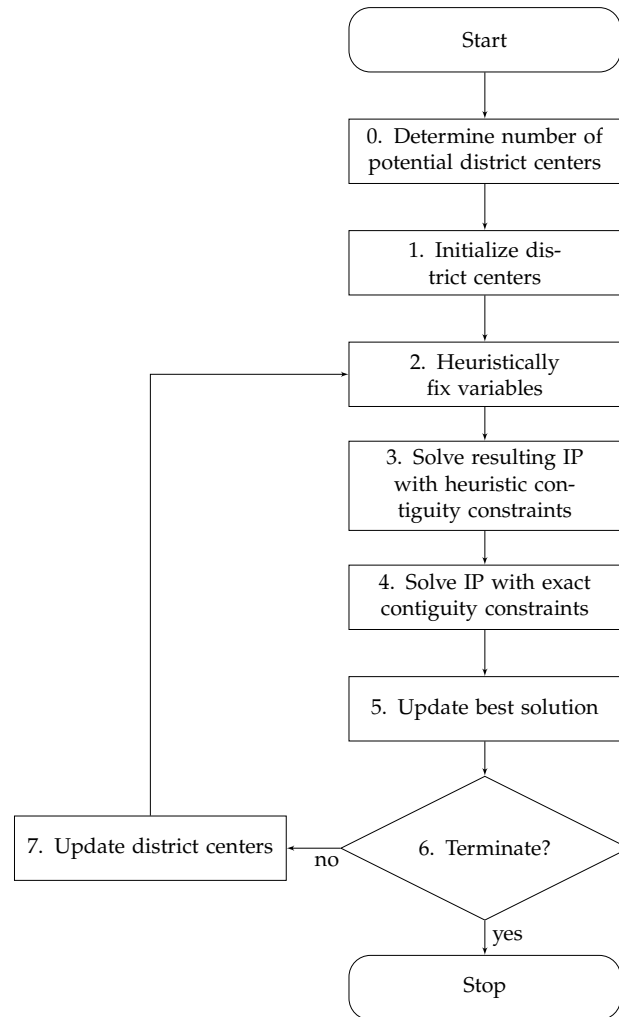 Start
0. Determine number of
potential district centers
1. Initialize dis-
trict centers
2. Heuristically
fix variables
3. Solve resulting IP
with heuristic con-
tiguity constraints
4. Solve IP with exact
contiguity constraints
5. Update best solution
6. Terminate?
no
7. Update district centers
yes
Stop